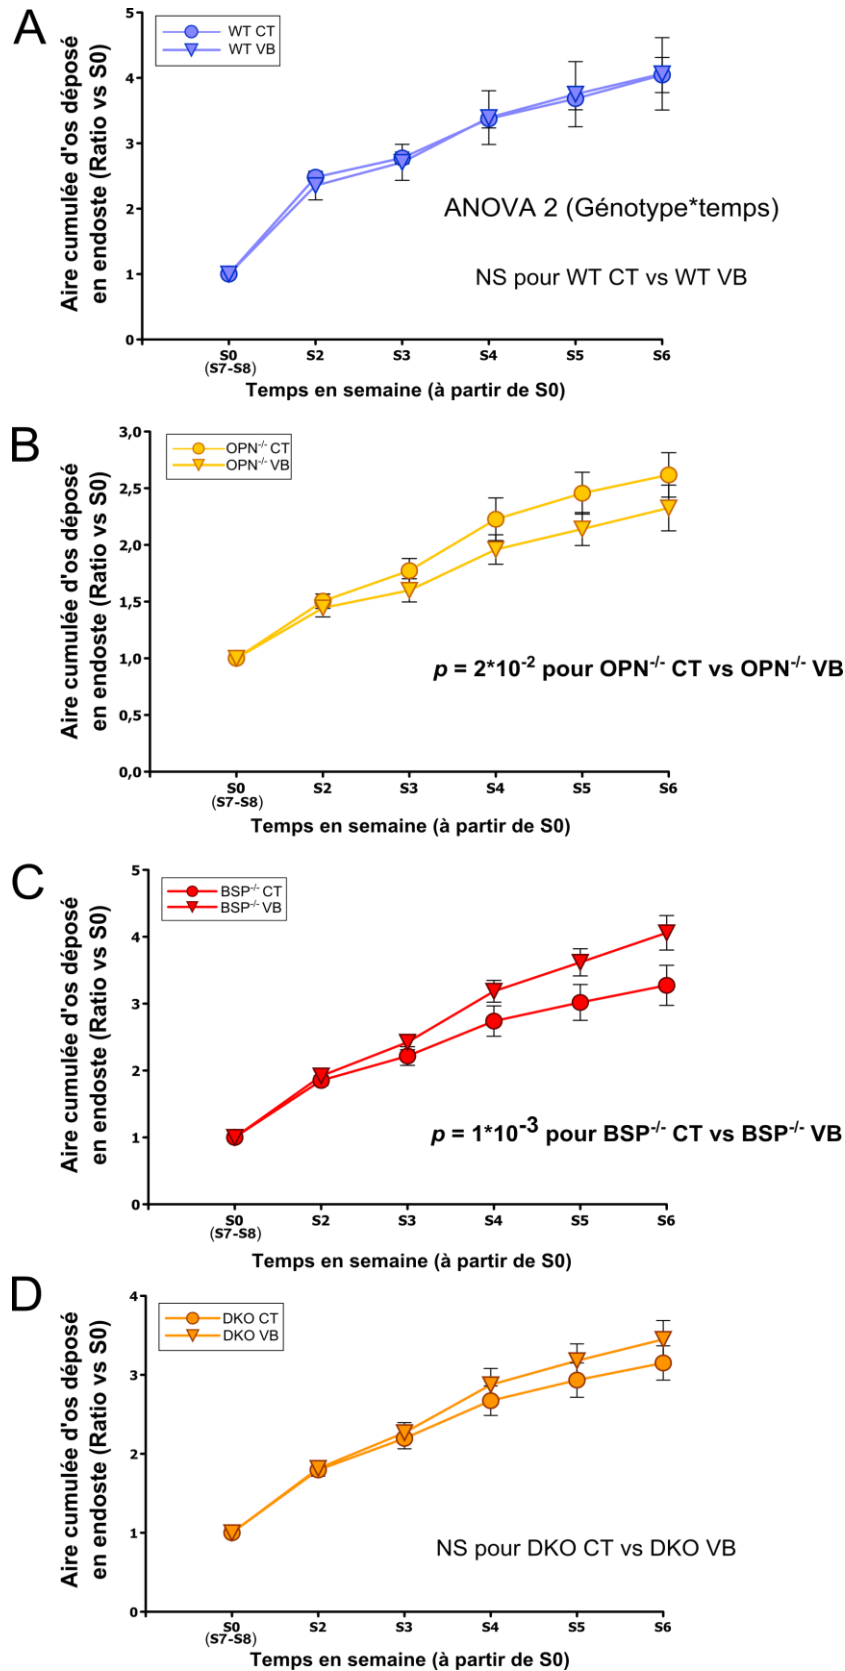 A
Aire cumulée d'os déposé
en endoste (Ratio vs S0)
5
4
3
2
1
0
WT CT
WT VB
ANOVA 2 (Génotype*temps)
NS pour WT CT vs WT VB
S0
(S7-S8)
S2
S3
S4
S5
S6
Temps en semaine (à partir de S0)
B
Aire cumulée d'os déposé
en endoste (Ratio vs S0)
3,0
2,5
2,0
1,5
1,0
0,5
0,0
OPN-/- CT
OPN-/- VB
p = 2*10-2 pour OPN-/- CT vs OPN-/- VB
S0
(S7-S8)
S2
S3
S4
S5
S6
Temps en semaine (à partir de S0)
C
Aire cumulée d'os déposé
en endoste (Ratio vs S0)
5
4
3
2
1
0
BSP-/- CT
BSP-/- VB
p = 1*10-3 pour BSP-/- CT vs BSP-/- VB
S0
(S7-S8)
S2
S3
S4
S5
S6
Temps en semaine (à partir de S0)
D
Aire cumulée d'os déposé
en endoste (Ratio vs S0)
4
3
2
1
0
DKO CT
DKO VB
NS pour DKO CT vs DKO VB
S0
(S7-S8)
S2
S3
S4
S5
S6
Temps en semaine (à partir de S0)